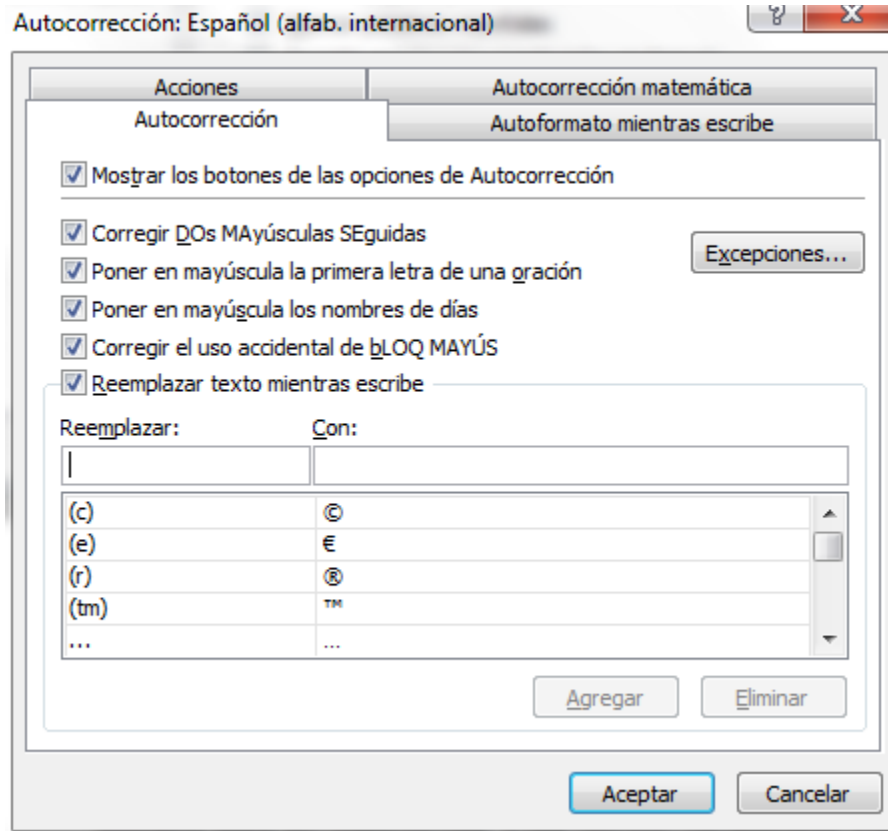 Autocorrección: Español (alfab. internacional)
?
X
Acciones
Autocorrección matemática
Autocorrección
Autoformato mientras escribe
Mostrar los botones de las opciones de Autocorrección
Corregir DOs MAyúsculas SEguidas
Excepciones...
Poner en mayúscula la primera letra de una oración
Poner en mayúscula los nombres de días
Corregir el uso accidental de bLOQ MAYÚS
Reemplazar texto mientras escribe
Reemplazar: Con:
(c) ©
(e) €
(r) ®
(tm) ™
... …
Agregar Eliminar
Aceptar Cancelar